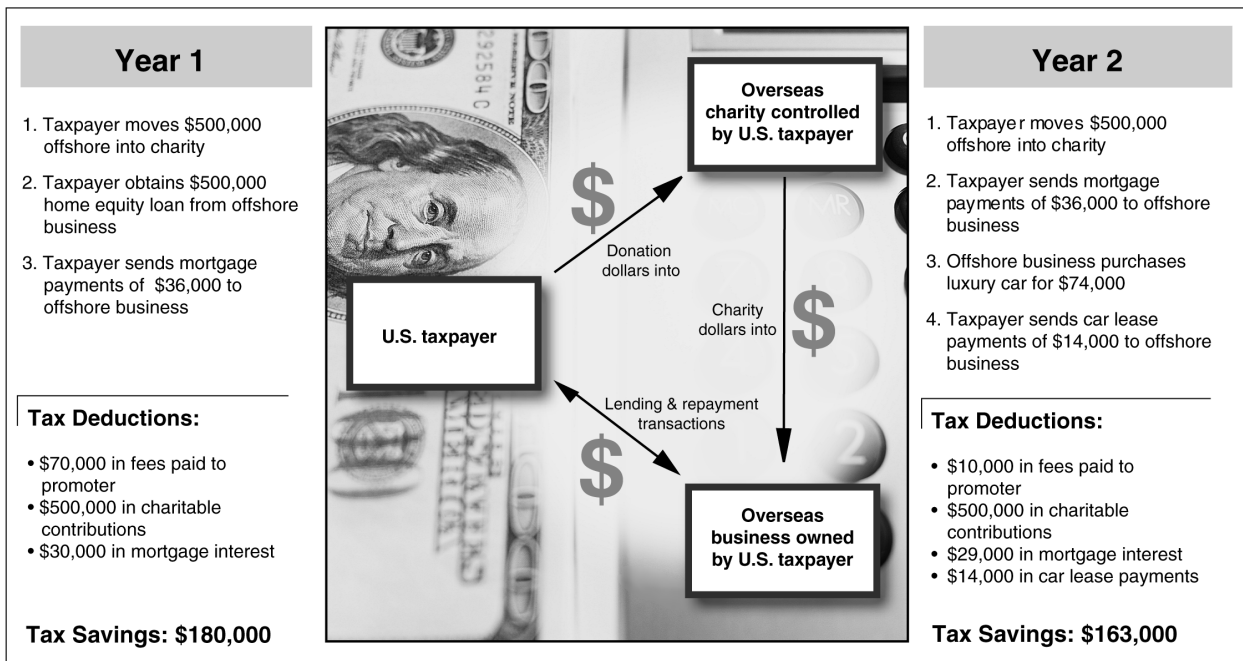 Year 1
1. Taxpayer moves $500,000
offshore into charity
2. Taxpayer obtains $500,000
home equity loan from offshore
business
3. Taxpayer sends mortgage
payments of $36,000 to
offshore business
Tax Deductions:
• $70,000 in fees paid to
promoter
• $500,000 in charitable
contributions
• $30,000 in mortgage interest
Tax Savings: $180,000
292584C
Overseas
charity controlled
by U.S. taxpayer
$
Donation
dollars into
U.S. taxpayer
Charity
dollars into
$
Lending & repayment
transactions
$
2
Overseas
business owned
by U.S. taxpayer
Year 2
1. Taxpayer moves $500,000
offshore into charity
2. Taxpayer sends mortgage
payments of $36,000 to offshore
business
3. Offshore business purchases
luxury car for $74,000
4. Taxpayer sends car lease
payments of $14,000 to offshore
business
Tax Deductions:
• $10,000 in fees paid to
promoter
• $500,000 in charitable
contributions
• $29,000 in mortgage interest
• $14,000 in car lease payments
Tax Savings: $163,000